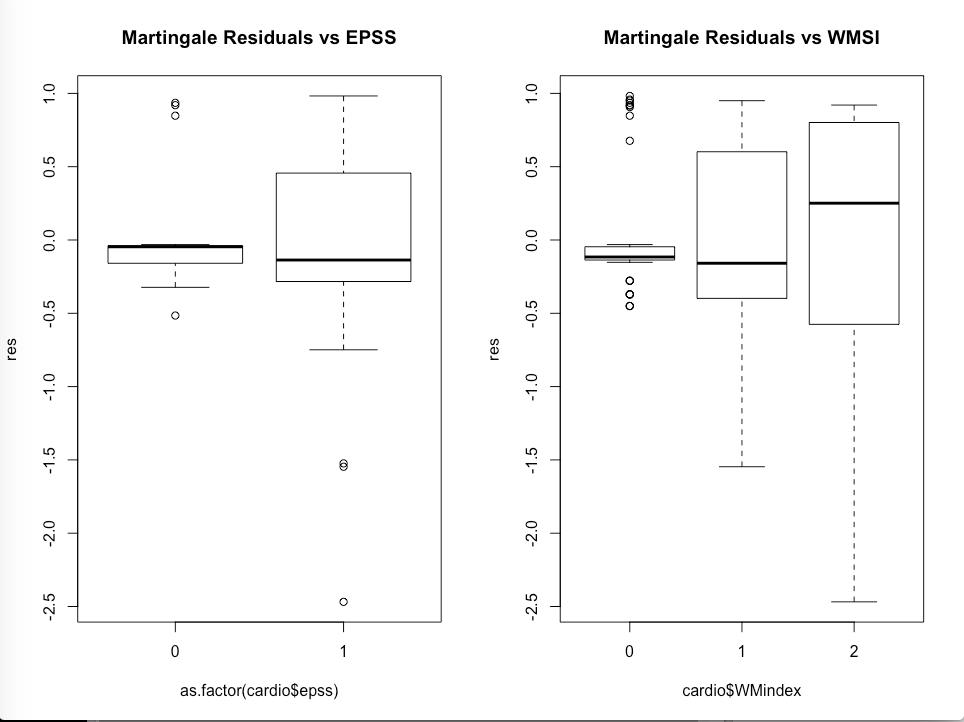 Martingale Residuals vs EPSS
res
1.0
0.5
0.0
-0.5
-1.0
-1.5
-2.0
-2.5
0 1
as.factor(cardio$epss)
Martingale Residuals vs WMSI
res
1.0
0.5
0.0
-0.5
-1.0
-1.5
-2.0
-2.5
0 1 2
cardio$WMindex